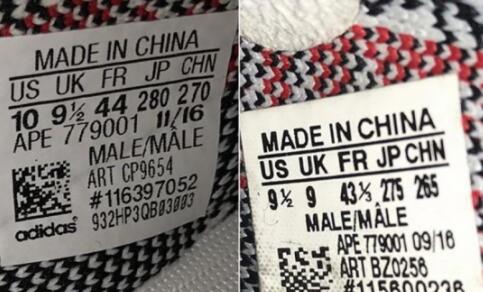 MADE IN CHINA
US UK FR JP CHN
10 9½ 44 280 270
APE 779001 11/16
MALE/MÂLE
ART CP9654
#116397052
932HP3QB03003
adidas
MADE IN CHINA
US UK FR JP CHN
9½ 9 43⅓ 275 265
MALE/MÂLE
APE 779001 09/16
ART BZ0256